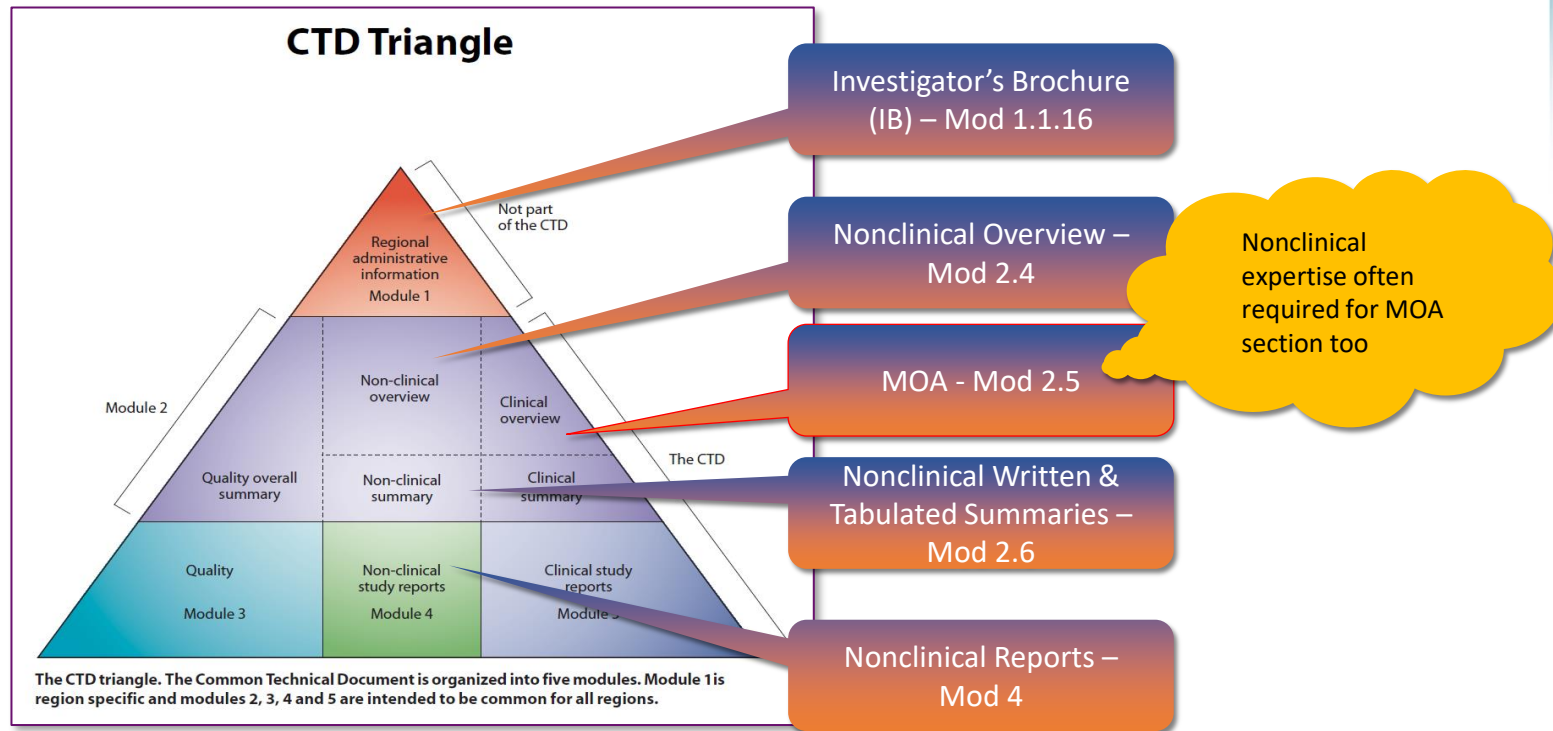 CTD Triangle
Not part
of the CTD
Regional
administrative
information
Module 1
Module 2
Non-clinical
overview
Clinical
overview
The CTD
Quality overall
summary
Non-clinical
summary
Clinical
summary
Quality
Module 3
Non-clinical
study reports
Module 4
Clinical study
reports
Module
The CTD triangle. The Common Technical Document is organized into five modules. Module 1 is
region specific and modules 2, 3, 4 and 5 are intended to be common for all regions.
Investigator’s Brochure
(IB) – Mod 1.1.16
Nonclinical Overview –
Mod 2.4
MOA - Mod 2.5
Nonclinical Written &
Tabulated Summaries –
Mod 2.6
Nonclinical Reports –
Mod 4
Nonclinical
expertise often
required for MOA
section too